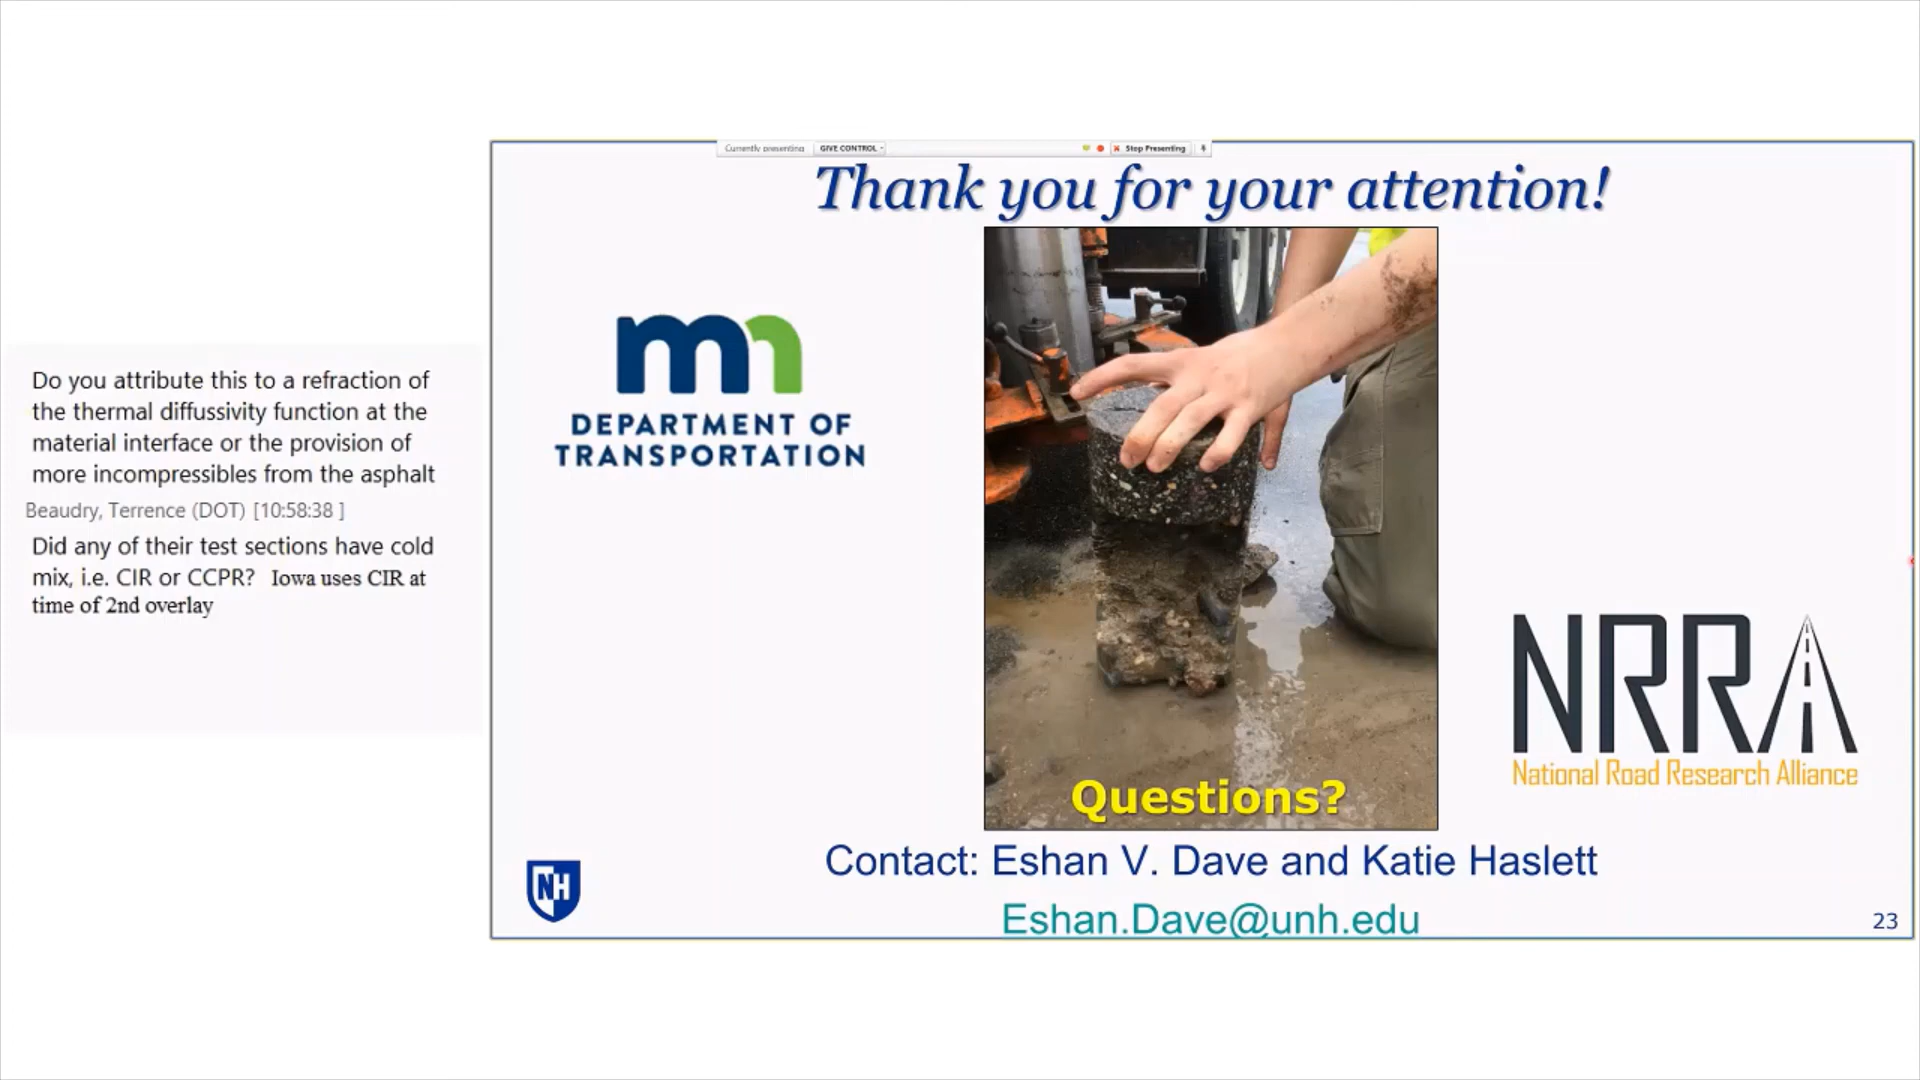 Currently presenting GIVE CONTROL
Stop Presenting
Thank you for your attention!
mn
DEPARTMENT OF
TRANSPORTATION
Do you attribute this to a refraction of
the thermal diffussivity function at the
material interface or the provision of
more incompressibles from the asphalt
Beaudry, Terrence (DOT) [10:58:38 ]
Did any of their test sections have cold
mix, i.e. CIR or CCPR? Iowa uses CIR at
time of 2nd overlay
NRRA
National Road Research Alliance
Questions?
Contact: Eshan V. Dave and Katie Haslett
NH
Eshan.Dave@unh.edu
23